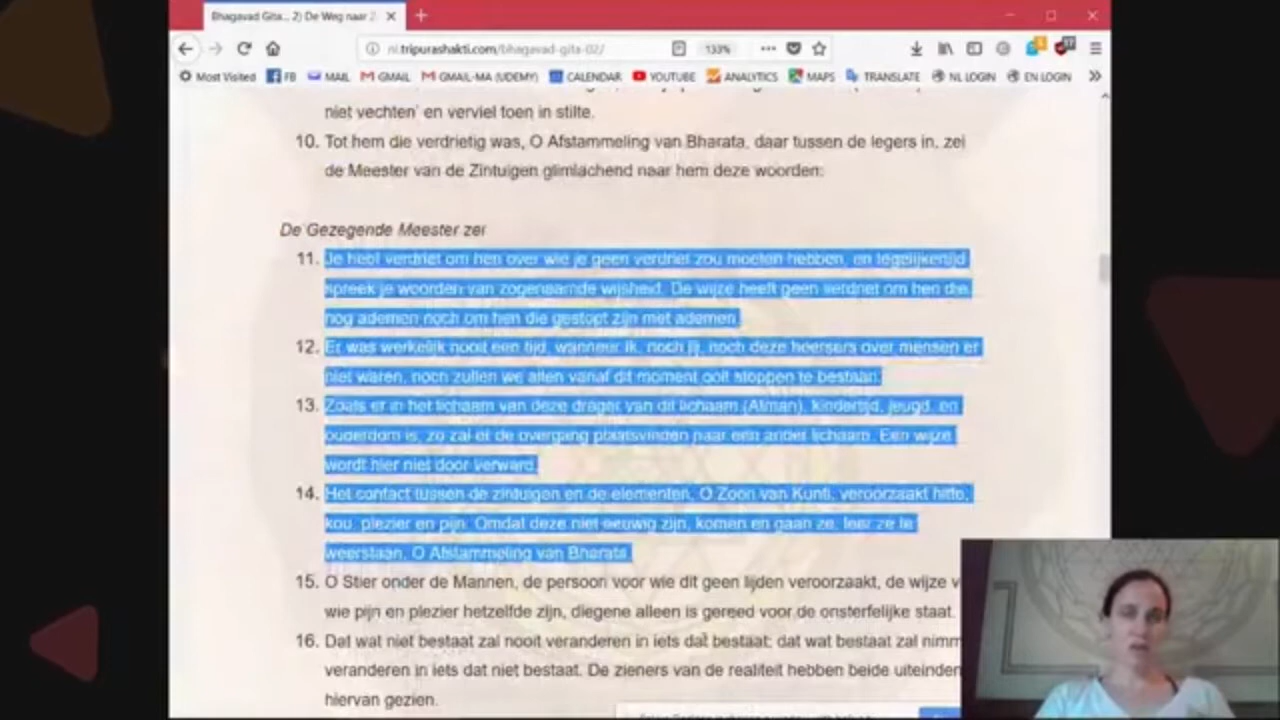 Bhagavad Gita... 2) De Weg naar 2
nl.tripurashakti.com/bhagavad-gita-02/
133%
Most Visited FB MAIL GMAIL GMAIL-MA (UDEMY) CALENDAR YOUTUBE ANALYTICS MAPS TRANSLATE NL LOGIN EN LOGIN
niet vechten' en verviel toen in stilte.
10. Tot hem die verdrietig was, O Afstammeling van Bharata, daar tussen de legers in, zei
de Meester van de Zintuigen glimlachend naar hem deze woorden:
De Gezegende Meester zei
11. Je hebt verdriet om hen over wie je geen verdriet zou moeten hebben, en tegelijkertijd
spreek je woorden van zogenaamde wijsheid. De wijze heeft geen verdriet om hen die
nog ademen noch om hen die gestopt zijn met ademen.
12. Er was werkelijk nooit een tijd, wanneer ik, noch jij, noch deze heersers over mensen er
niet waren, noch zullen we allen vanaf dit moment ooit stoppen te bestaan.
13. Zoals er in het lichaam van deze drager van dit lichaam (Atman), kindertijd, jeugd, en
ouderdom is, zo zal er de overgang plaatsvinden naar een ander lichaam. Een wijze
wordt hier niet door verward.
14. Het contact tussen de zintuigen en de elementen, O Zoon van Kunti, veroorzaakt hitte,
kou, plezier en pijn. Omdat deze niet eeuwig zijn, komen en gaan ze, leer ze te
weerstaan, O Afstammeling van Bharata.
15. O Stier onder de Mannen, de persoon voor wie dit geen lijden veroorzaakt, de wijze v
wie pijn en plezier hetzelfde zijn, diegene alleen is gereed voor de onsterfelijke staat.
16. Dat wat niet bestaat zal nooit veranderen in iets dat bestaat; dat wat bestaat zal nimm
veranderen in iets dat niet bestaat. De zieners van de realiteit hebben beide uiteinden
hiervan gezien.